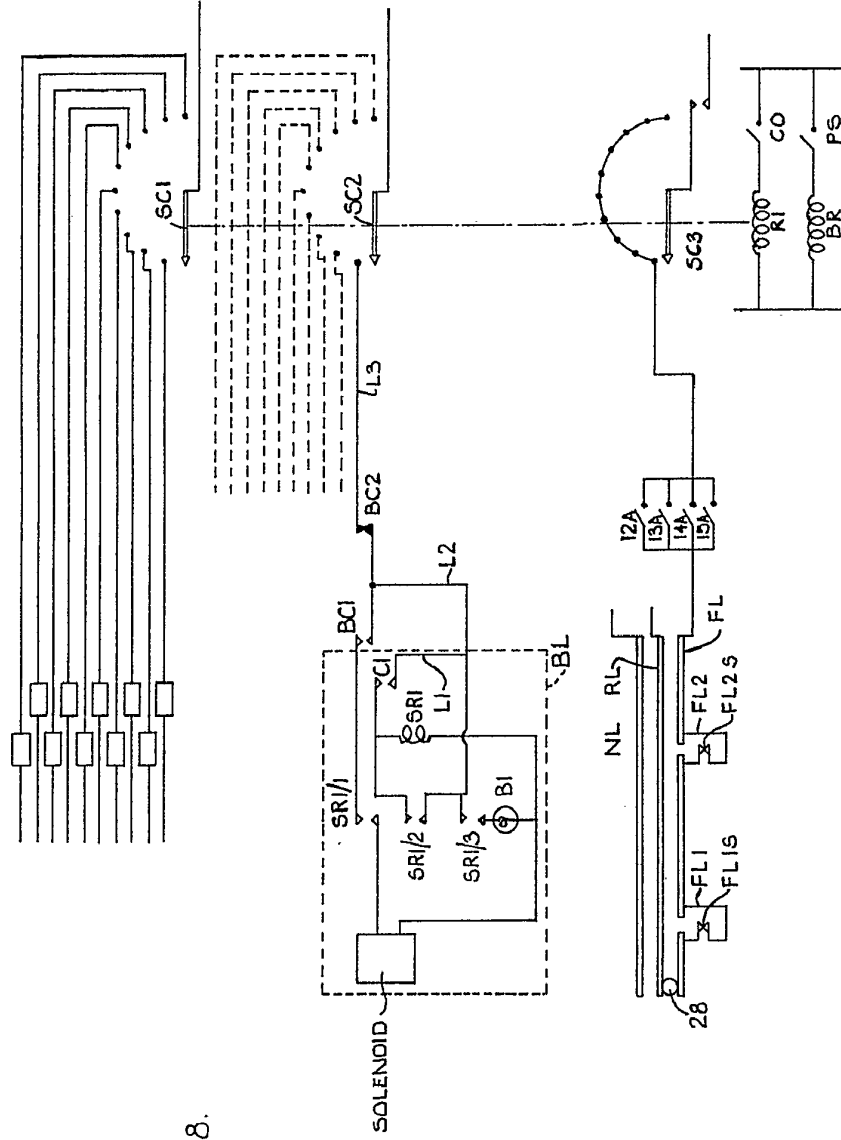 SC1
SC2
SC3
CO
R1
PS
BR
L3
BC2
L2
BC1
C1
L1
SR1
BL
SR1/1
SR1/2
SR1/3
B1
SOLENOID
12A
13A
14A
15A
NL
RL
FL
FL2
FL2S
FL1
FL1S
28
8.